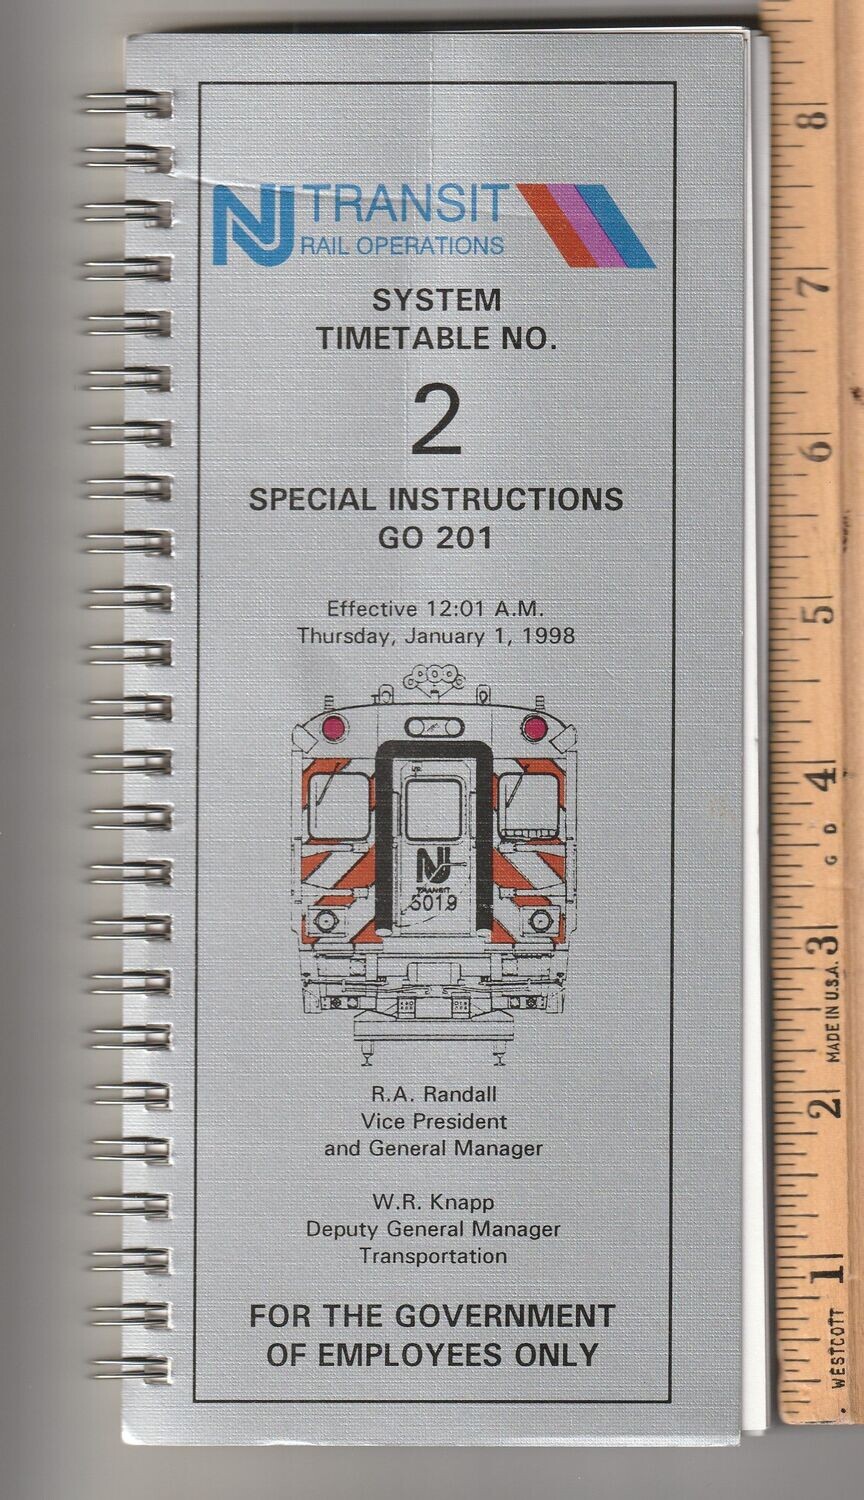 NJ TRANSIT
RAIL OPERATIONS
SYSTEM
TIMETABLE NO.
2
SPECIAL INSTRUCTIONS
GO 201
Effective 12:01 A.M.
Thursday, January 1, 1998
NJ
TRANSIT
5019
R.A. Randall
Vice President
and General Manager
W.R. Knapp
Deputy General Manager
Transportation
FOR THE GOVERNMENT
OF EMPLOYEES ONLY
WESTCOTT
1
2
MADE IN U.S.A.
3
G D
4
5
6
7
8